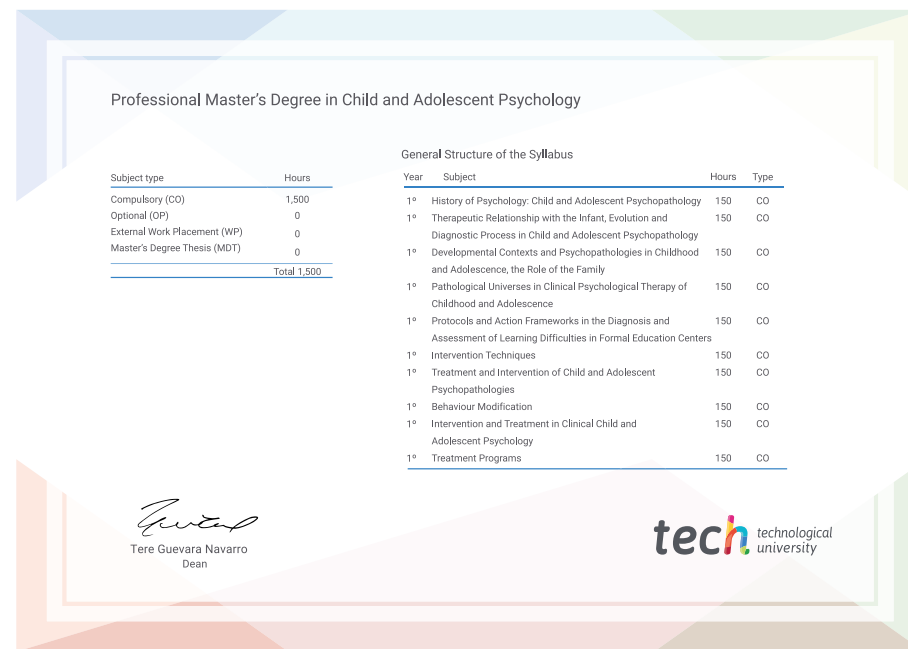 Professional Master's Degree in Child and Adolescent Psychology
Subject type Hours
Compulsory (CO) 1,500
Optional (OP) 0
External Work Placement (WP) 0
Master's Degree Thesis (MDT) 0
Total 1,500
General Structure of the Syllabus
Year Subject Hours Type
1º History of Psychology: Child and Adolescent Psychopathology 150 CO
1º Therapeutic Relationship with the Infant, Evolution and 150 CO
Diagnostic Process in Child and Adolescent Psychopathology
1º Developmental Contexts and Psychopathologies in Childhood 150 CO
and Adolescence, the Role of the Family
1º Pathological Universes in Clinical Psychological Therapy of 150 CO
Childhood and Adolescence
1º Protocols and Action Frameworks in the Diagnosis and 150 CO
Assessment of Learning Difficulties in Formal Education Centers
1º Intervention Techniques 150 CO
1º Treatment and Intervention of Child and Adolescent 150 CO
Psychopathologies
1º Behaviour Modification 150 CO
1º Intervention and Treatment in Clinical Child and 150 CO
Adolescent Psychology
1º Treatment Programs 150 CO
Tere Guevara Navarro
Dean
tech technological
university